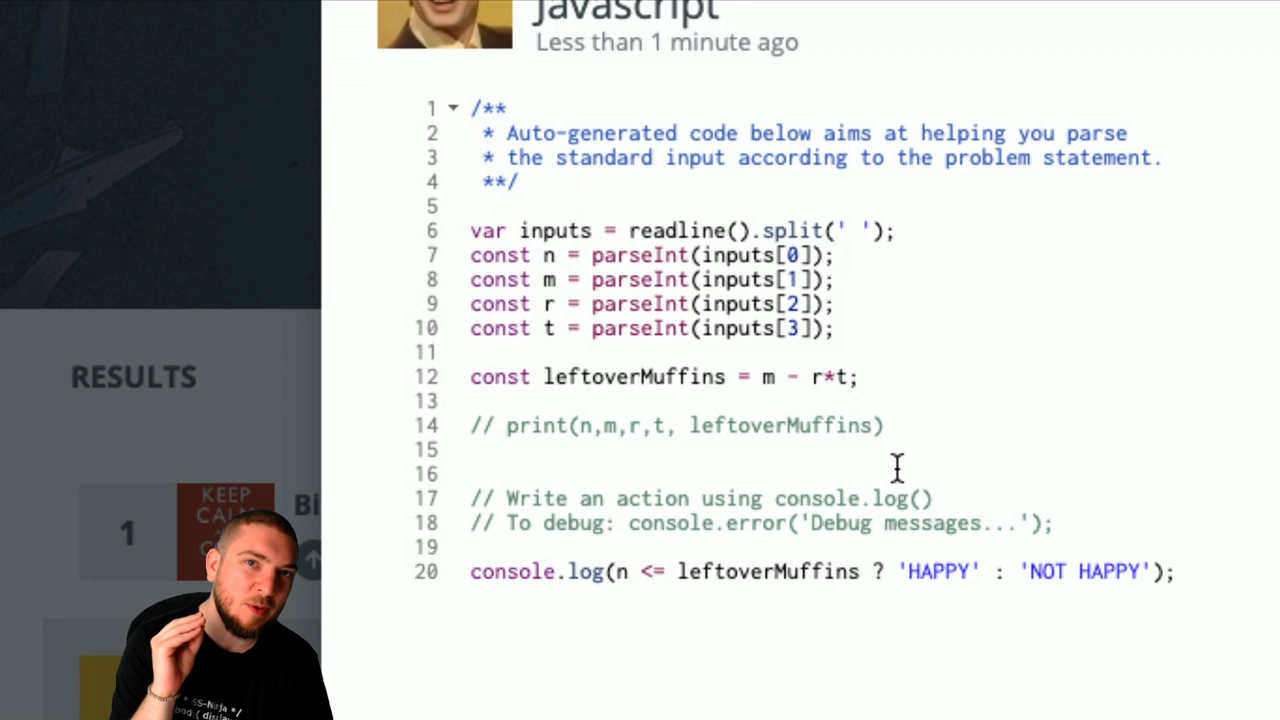 Javascript
Less than 1 minute ago
1 /**
2 * Auto-generated code below aims at helping you parse
3 * the standard input according to the problem statement.
4 **/
5
6 var inputs = readline().split(' ');
7 const n = parseInt(inputs[0]);
8 const m = parseInt(inputs[1]);
9 const r = parseInt(inputs[2]);
10 const t = parseInt(inputs[3]);
11
12 const leftoverMuffins = m - r*t;
13
14 // print(n,m,r,t, leftoverMuffins)
15
16
17 // Write an action using console.log()
18 // To debug: console.error('Debug messages...');
19
20 console.log(n <= leftoverMuffins ? 'HAPPY' : 'NOT HAPPY');
RESULTS
1
KEEP
CALM
Bi
* SS-Ninja */